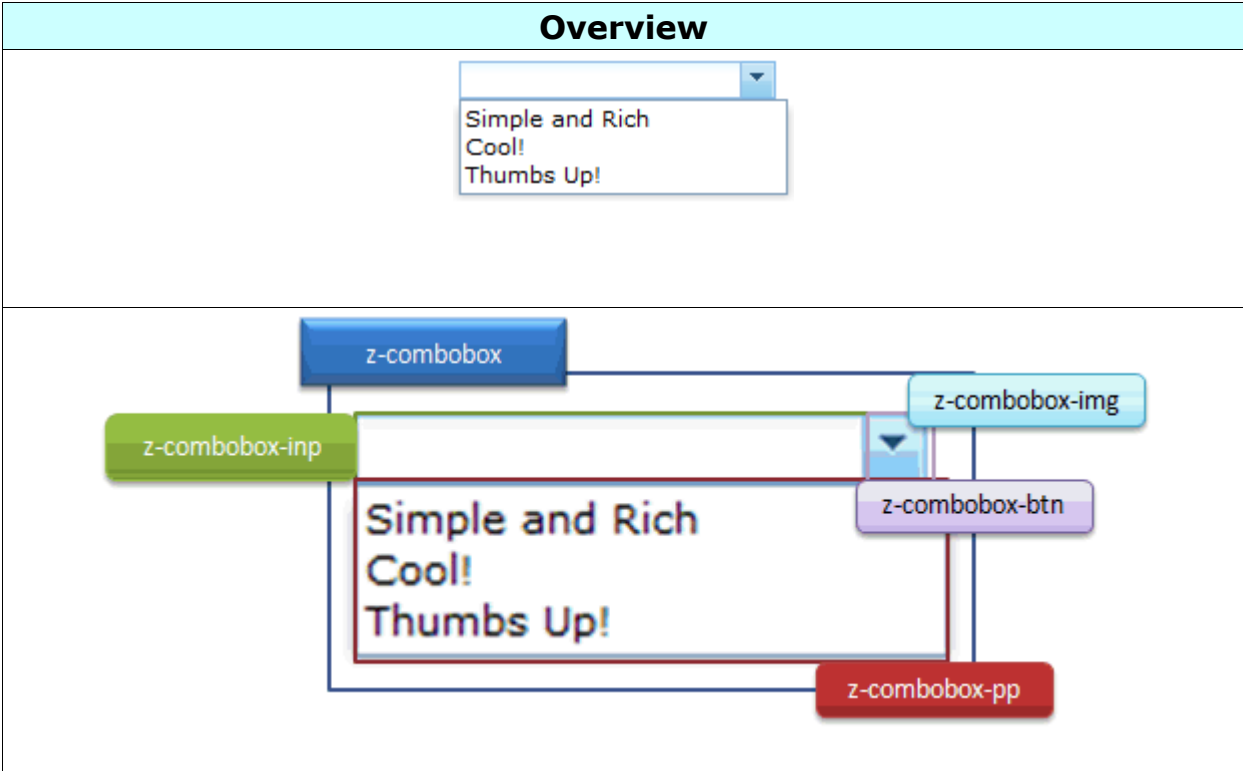 Overview
Simple and Rich
Cool!
Thumbs Up!
z-combobox
z-combobox-img
z-combobox-inp
z-combobox-btn
Simple and Rich
Cool!
Thumbs Up!
z-combobox-pp